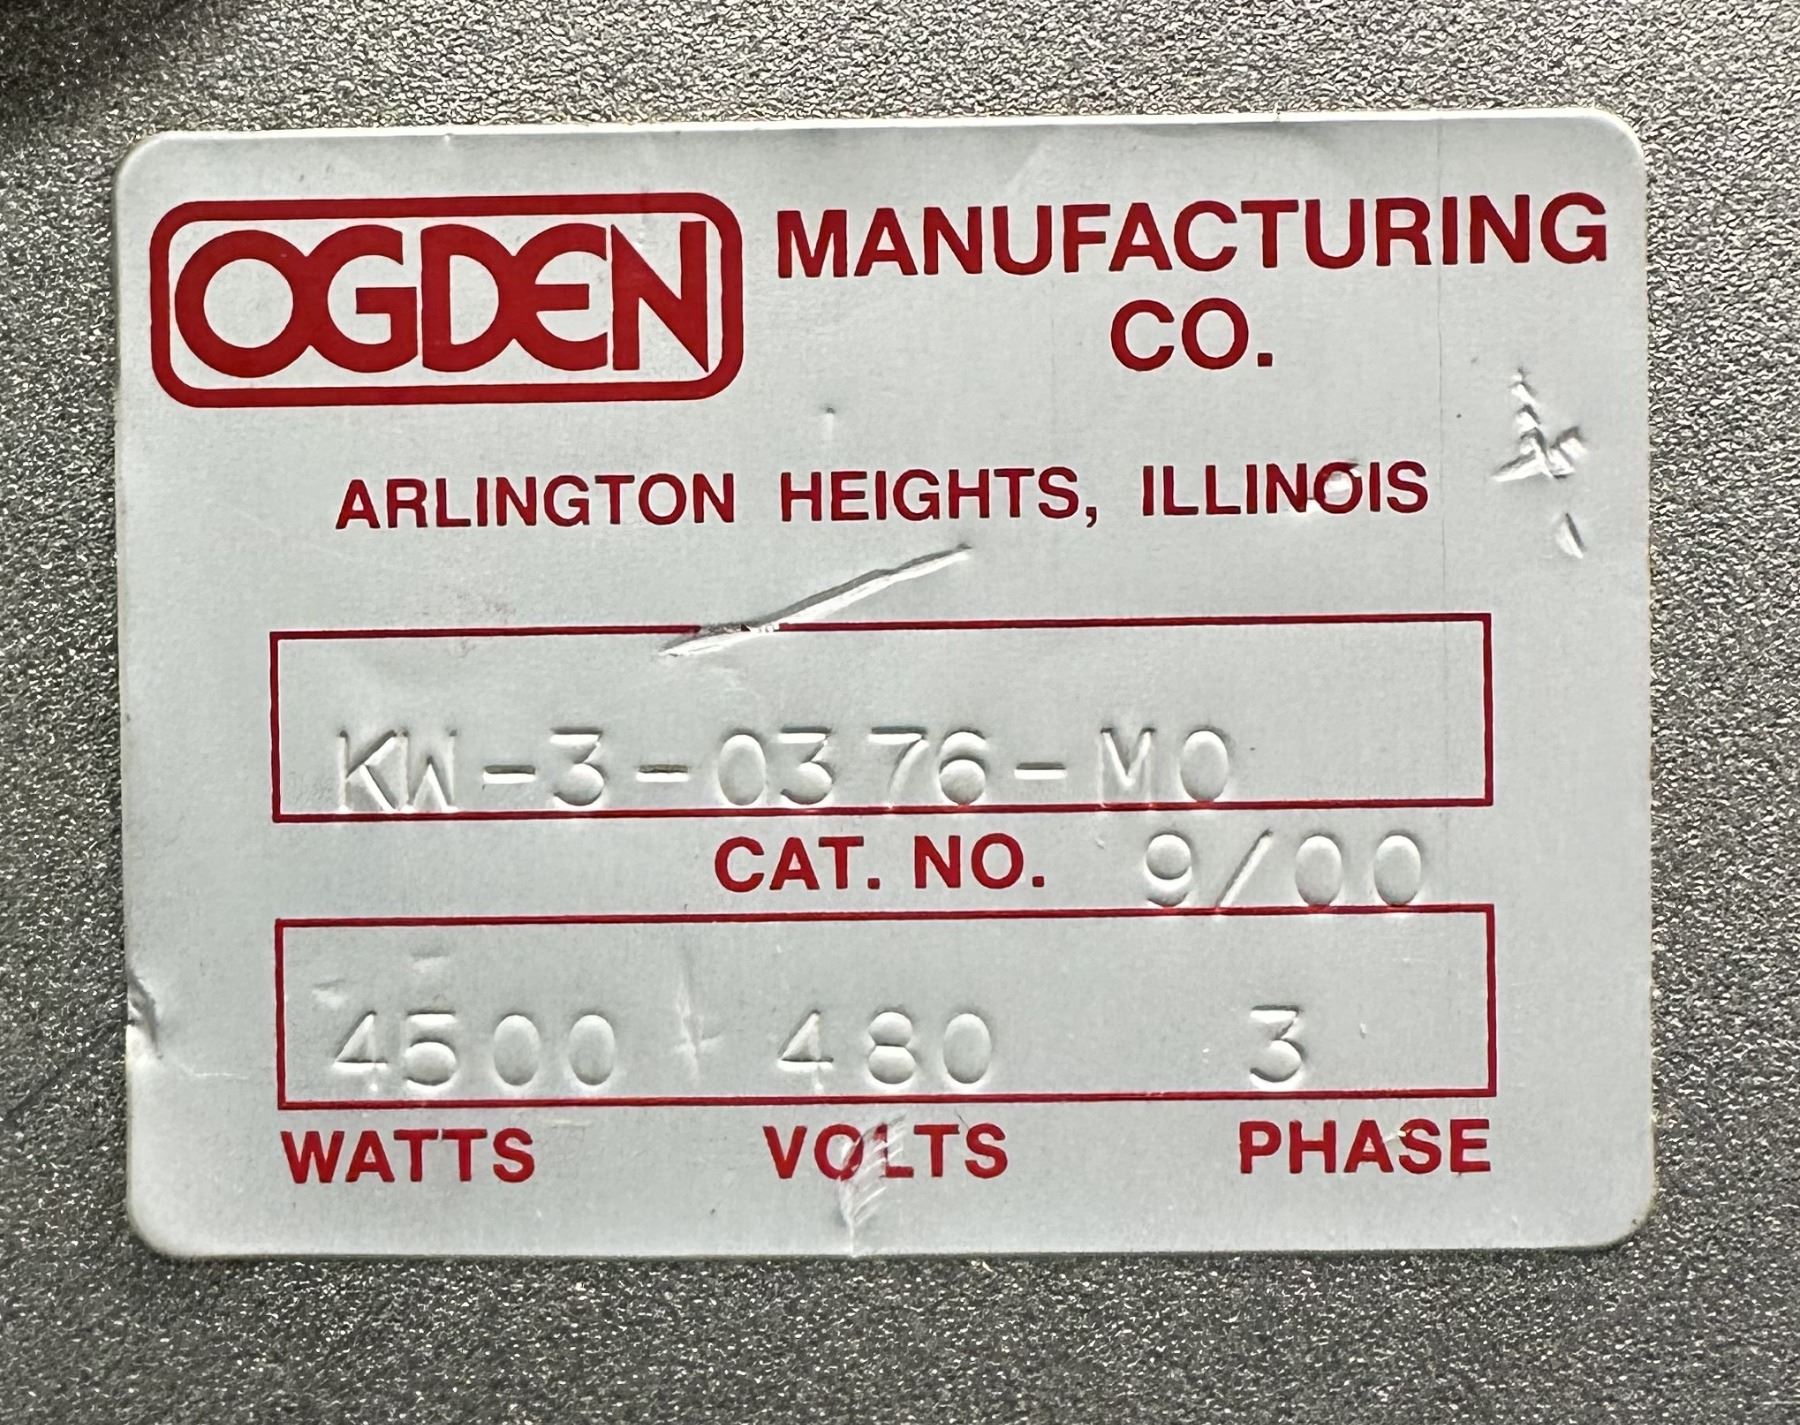 OGDEN MANUFACTURING
CO.
ARLINGTON HEIGHTS, ILLINOIS
KW-3-0376-MO
CAT. NO. 9/00
4500 480 3
WATTS VOLTS PHASE